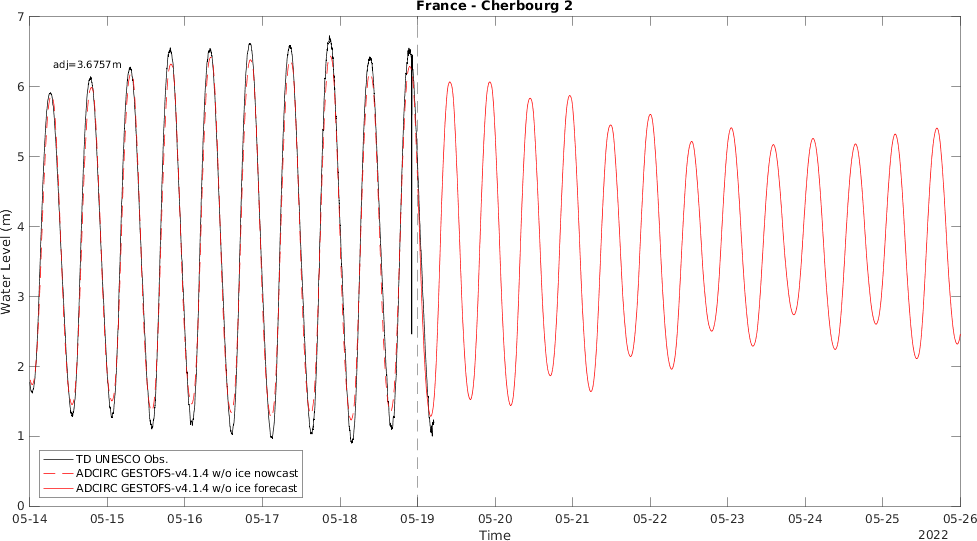 France - Cherbourg 2
7
6
5
4
3
2
1
0
Water Level (m)
adj=3.6757m
TD UNESCO Obs.
ADCIRC GESTOFS-v4.1.4 w/o ice nowcast
ADCIRC GESTOFS-v4.1.4 w/o ice forecast
05-14 05-15 05-16 05-17 05-18 05-19 05-20 05-21 05-22 05-23 05-24 05-25 05-26
Time
2022